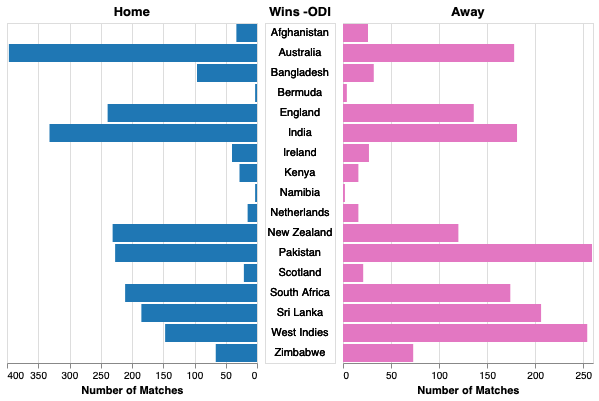 Home Wins -ODI Away
Afghanistan
Australia
Bangladesh
Bermuda
England
India
Ireland
Kenya
Namibia
Netherlands
New Zealand
Pakistan
Scotland
South Africa
Sri Lanka
West Indies
Zimbabwe
400 350 300 250 200 150 100 50 0 0 50 100 150 200 250
Number of Matches Number of Matches